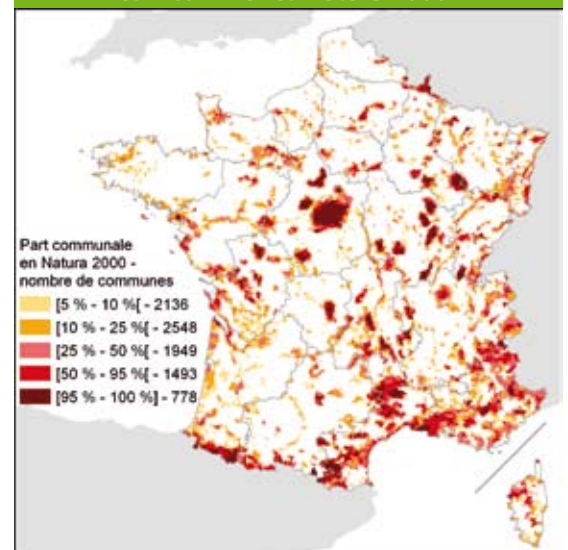 Part communale
en Natura 2000 -
nombre de communes
[5 % - 10 %[ - 2136
[10 % - 25 %[ - 2548
[25 % - 50 %[ - 1949
[50 % - 95 %[ - 1493
[95 % - 100 %] - 778